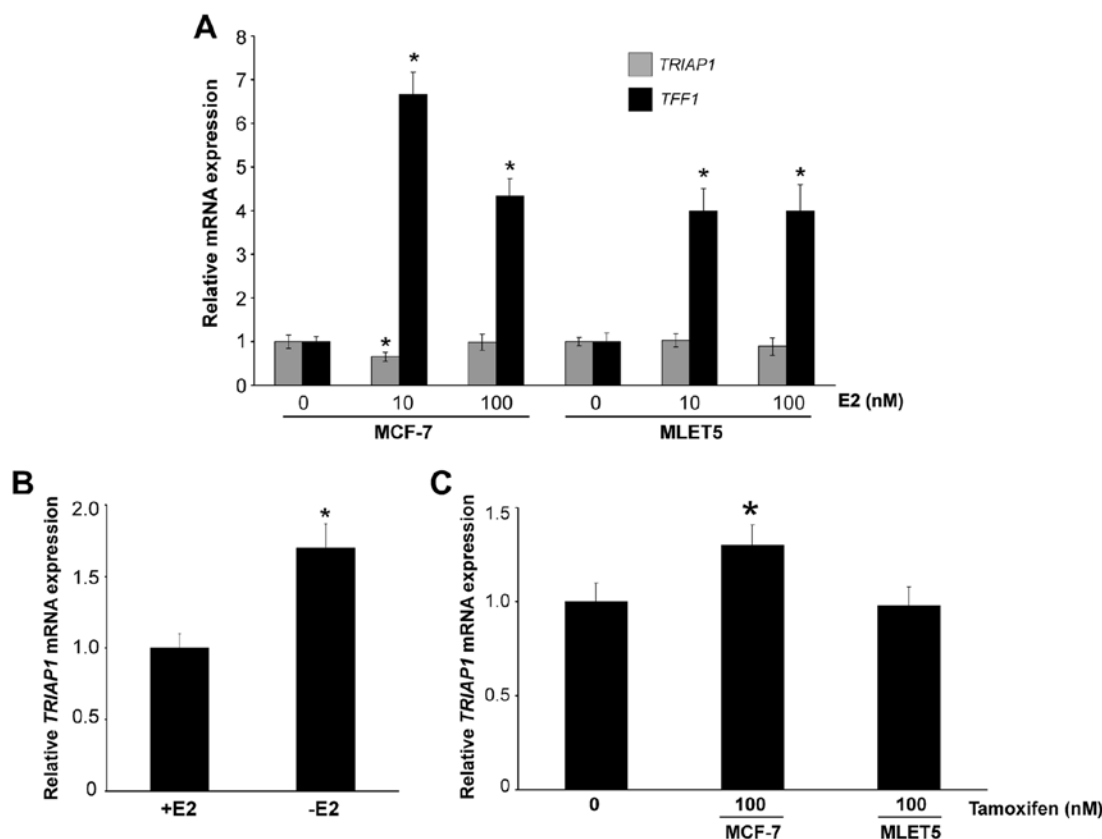 A
Relative mRNA expression
8
7
6
5
4
3
2
1
0
TRIAP1
TFF1
*
*
*
*
*
0 10 100 0 10 100 E2 (nM)
MCF-7 MLET5
B
Relative TRIAP1 mRNA expression
2.0
1.5
1.0
0.5
0
*
+E2 -E2
C
Relative TRIAP1 mRNA expression
1.5
1.0
0.5
0
*
0 100 100 Tamoxifen (nM)
MCF-7 MLET5